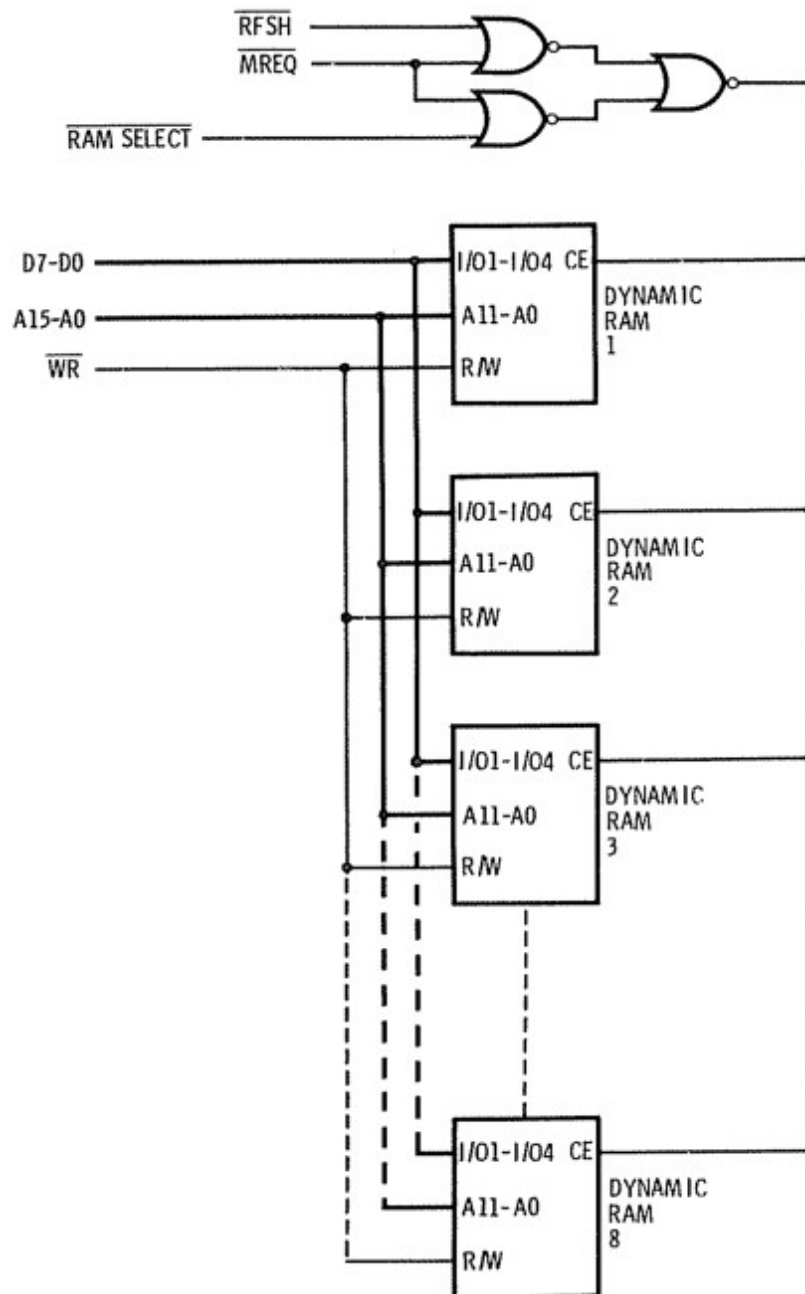 RFSH
MREQ
RAM SELECT
D7-D0
A15-A0
WR
I/O1-I/O4 CE
A11-A0
R/W
DYNAMIC
RAM
1
I/O1-I/O4 CE
A11-A0
R/W
DYNAMIC
RAM
2
I/O1-I/O4 CE
A11-A0
R/W
DYNAMIC
RAM
3
I/O1-I/O4 CE
A11-A0
R/W
DYNAMIC
RAM
8